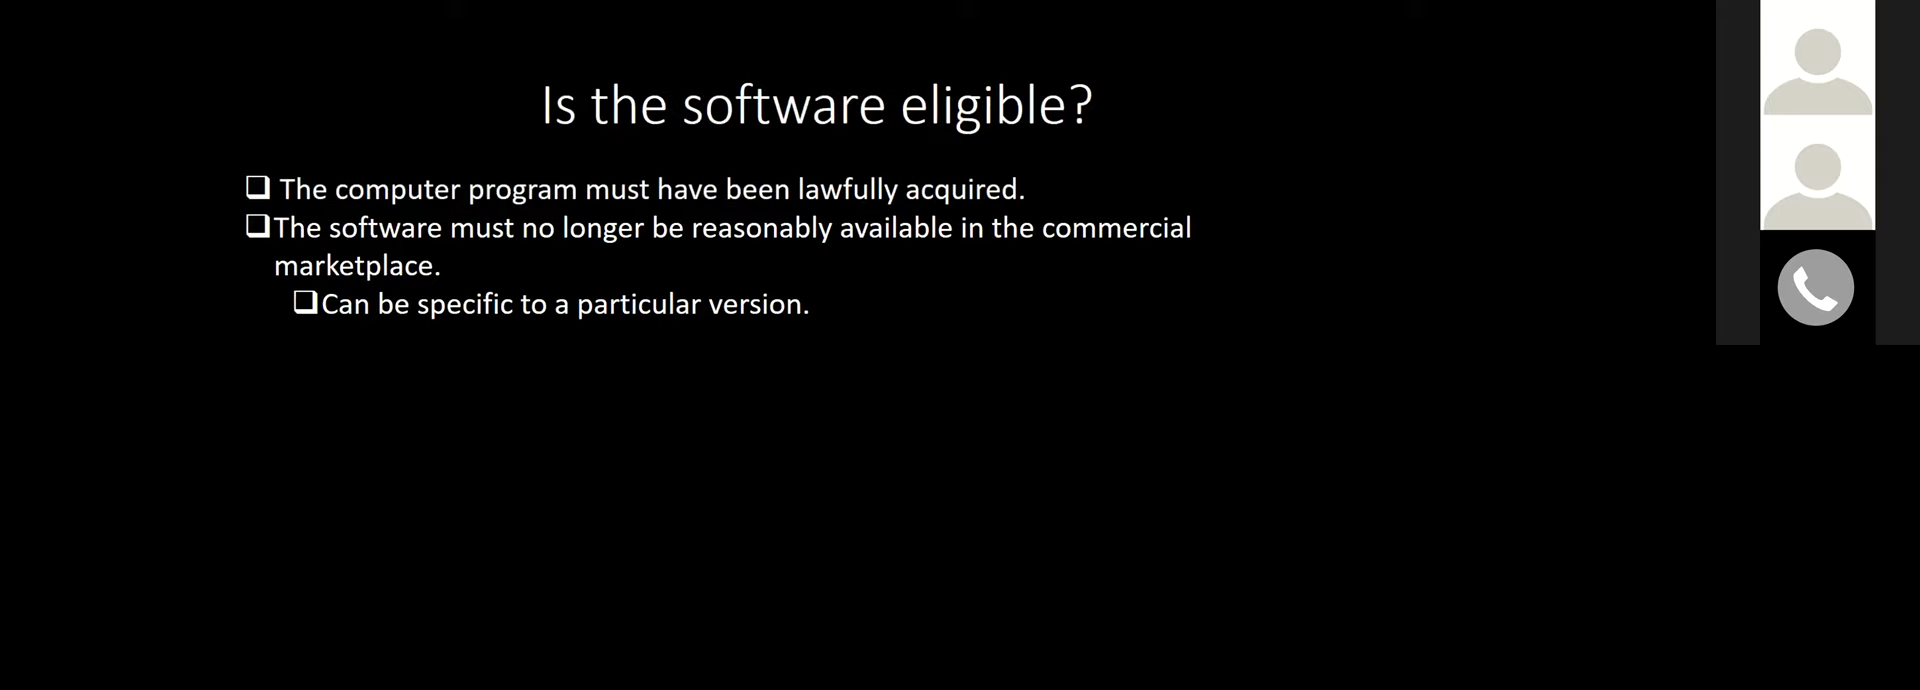 Is the software eligible?
❑ The computer program must have been lawfully acquired.
❑The software must no longer be reasonably available in the commercial
marketplace.
❑Can be specific to a particular version.